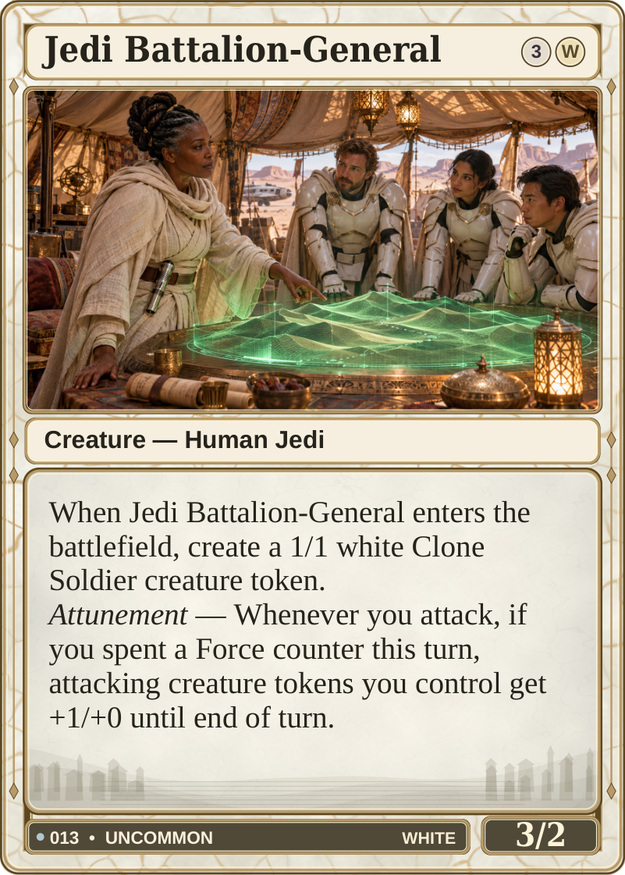 Jedi Battalion-General
3 W
Creature — Human Jedi
When Jedi Battalion-General enters the
battlefield, create a 1/1 white Clone
Soldier creature token.
Attunement — Whenever you attack, if
you spent a Force counter this turn,
attacking creature tokens you control get
+1/+0 until end of turn.
013 • UNCOMMON
WHITE
3/2